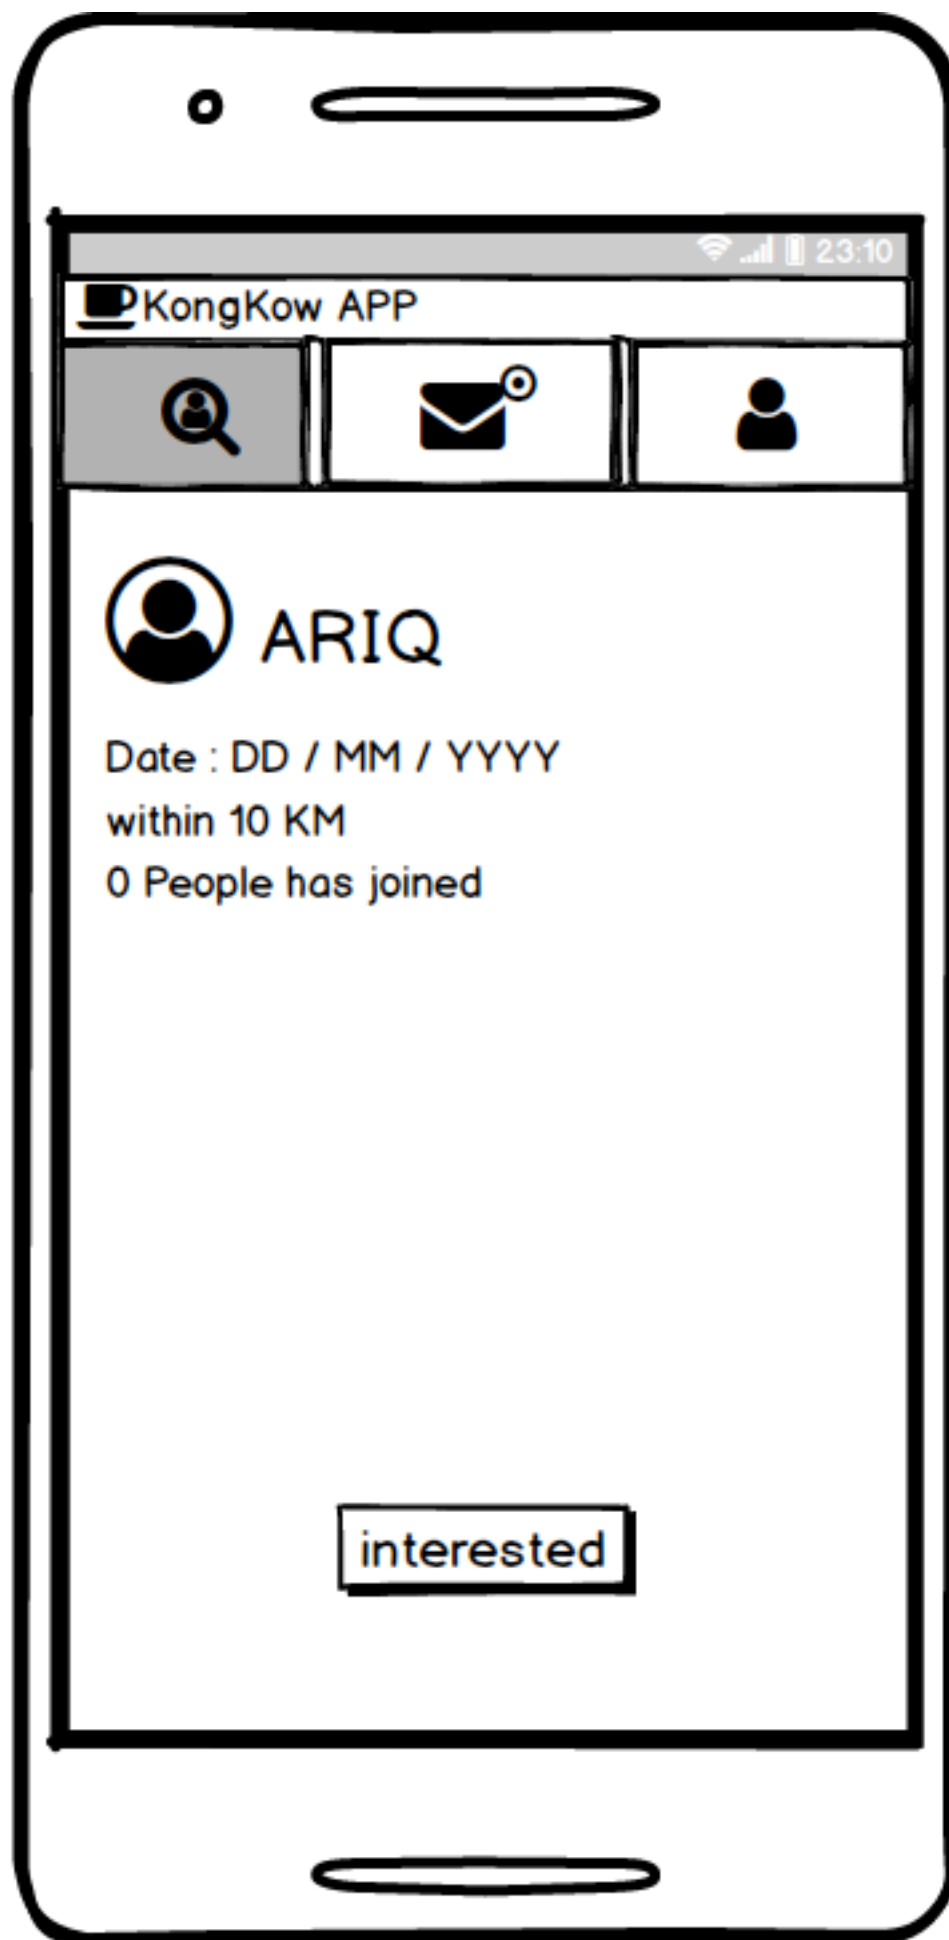 23:10
KongKow APP
ARIQ
Date : DD / MM / YYYY
within 10 KM
0 People has joined
interested